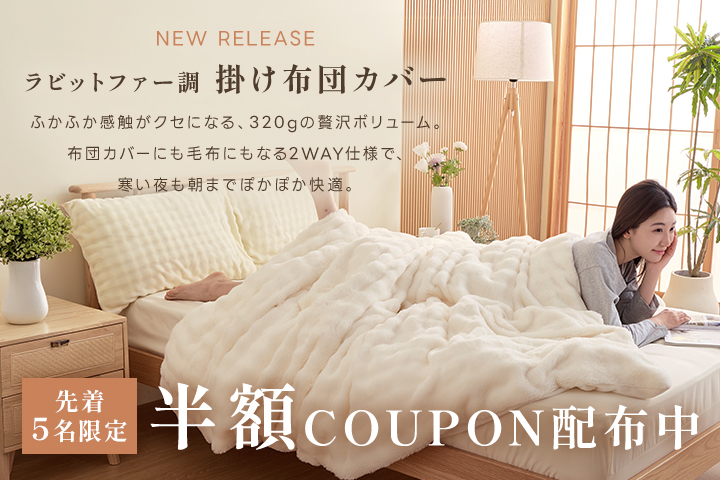 NEW RELEASE
ラビットファー調 掛け布団カバー
ふかふか感触がクセになる、320gの贅沢ボリューム。
布団カバーにも毛布にもなる2WAY仕様で、
寒い夜も朝までぽかぽか快適。
先着
5名限定
半額COUPON配布中